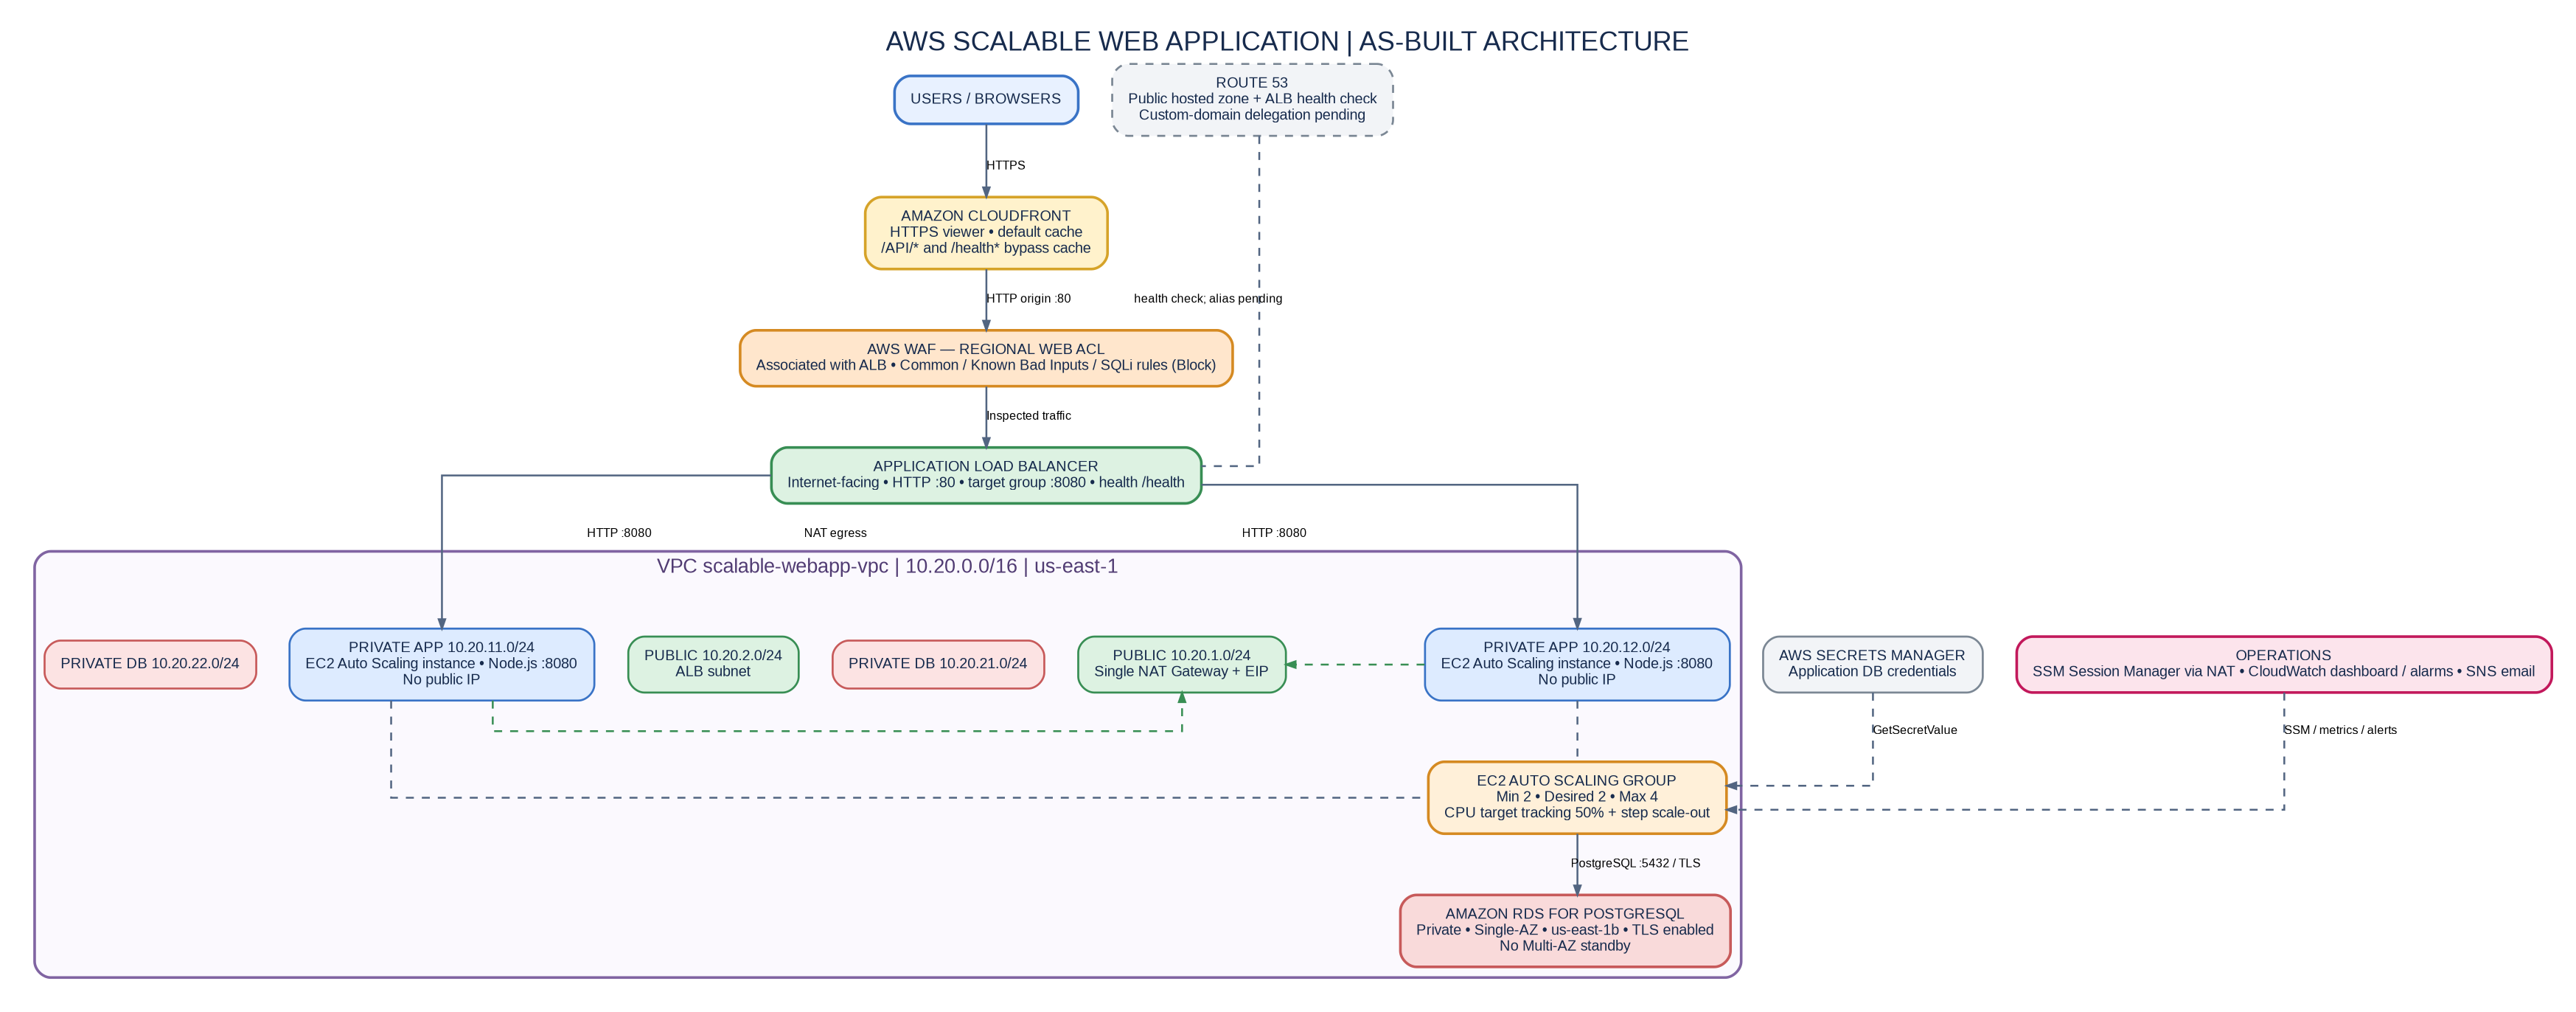 AWS SCALABLE WEB APPLICATION | AS-BUILT ARCHITECTURE
USERS / BROWSERS
ROUTE 53
Public hosted zone + ALB health check
Custom-domain delegation pending
HTTPS
AMAZON CLOUDFRONT
HTTPS viewer • default cache
/API/* and /health* bypass cache
HTTP origin :80
health check; alias pending
AWS WAF — REGIONAL WEB ACL
Associated with ALB • Common / Known Bad Inputs / SQLi rules (Block)
Inspected traffic
APPLICATION LOAD BALANCER
Internet-facing • HTTP :80 • target group :8080 • health /health
HTTP :8080
NAT egress
HTTP :8080
VPC scalable-webapp-vpc | 10.20.0.0/16 | us-east-1
PRIVATE DB 10.20.22.0/24
PRIVATE APP 10.20.11.0/24
EC2 Auto Scaling instance • Node.js :8080
No public IP
PUBLIC 10.20.2.0/24
ALB subnet
PRIVATE DB 10.20.21.0/24
PUBLIC 10.20.1.0/24
Single NAT Gateway + EIP
PRIVATE APP 10.20.12.0/24
EC2 Auto Scaling instance • Node.js :8080
No public IP
AWS SECRETS MANAGER
Application DB credentials
OPERATIONS
SSM Session Manager via NAT • CloudWatch dashboard / alarms • SNS email
GetSecretValue
SSM / metrics / alerts
EC2 AUTO SCALING GROUP
Min 2 • Desired 2 • Max 4
CPU target tracking 50% + step scale-out
PostgreSQL :5432 / TLS
AMAZON RDS FOR POSTGRESQL
Private • Single-AZ • us-east-1b • TLS enabled
No Multi-AZ standby